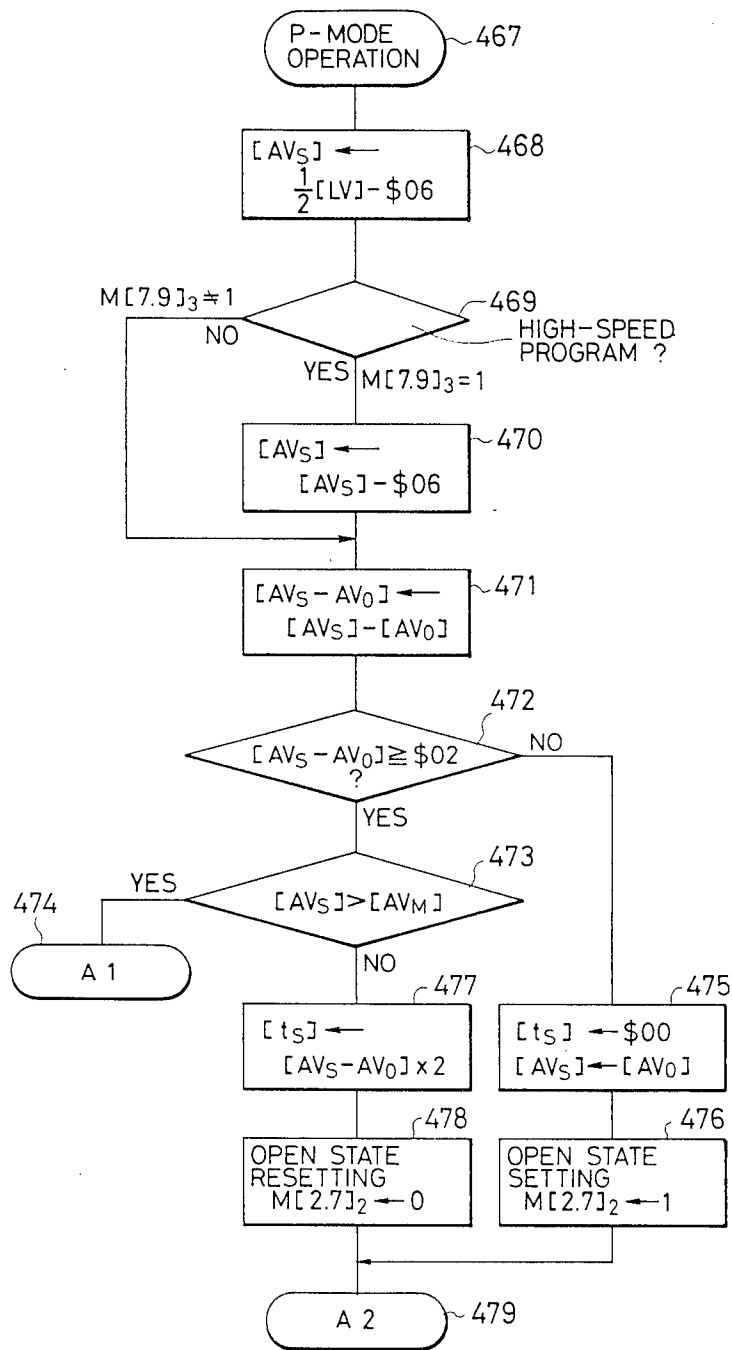 P-MODE
OPERATION
467
[AVS] ←
1/2 [LV]-$06
468
M[7.9]3≒1
NO
469
HIGH-SPEED
PROGRAM ?
YES
M[7.9]3=1
[AVS] ←
[AVS]-$06
470
[AVS-AV0] ←
[AVS]-[AV0]
471
472
[AVS-AV0]≧$02
?
NO
YES
473
[AVS]>[AVM]
YES
474
A 1
NO
477
[tS] ←
[AVS-AV0]×2
475
[tS] ←$00
[AVS]←[AV0]
478
OPEN STATE
RESETTING
M[2.7]2←0
476
OPEN STATE
SETTING
M[2.7]2←1
A 2
479